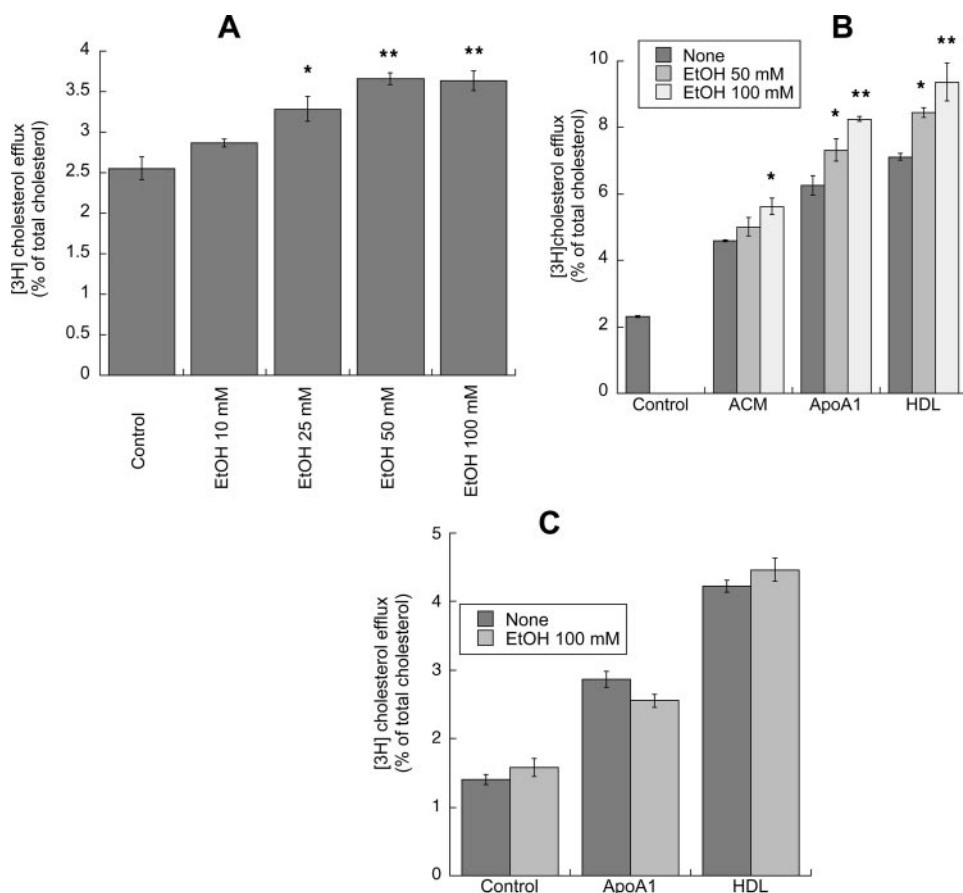 A
[3H] cholesterol efflux
(% of total cholesterol)
4
3.5
3
2.5
2
1.5
1
0.5
0
*
**
**
Control
EtOH 10 mM
EtOH 25 mM
EtOH 50 mM
EtOH 100 mM
B
None
EtOH 50 mM
EtOH 100 mM
[3H]cholesterol efflux
(% of total cholesterol)
10
8
6
4
2
0
*
*
**
*
**
Control ACM ApoA1 HDL
C
None
EtOH 100 mM
[3H] cholesterol efflux
(% of total cholesterol)
5
4
3
2
1
0
Control ApoA1 HDL